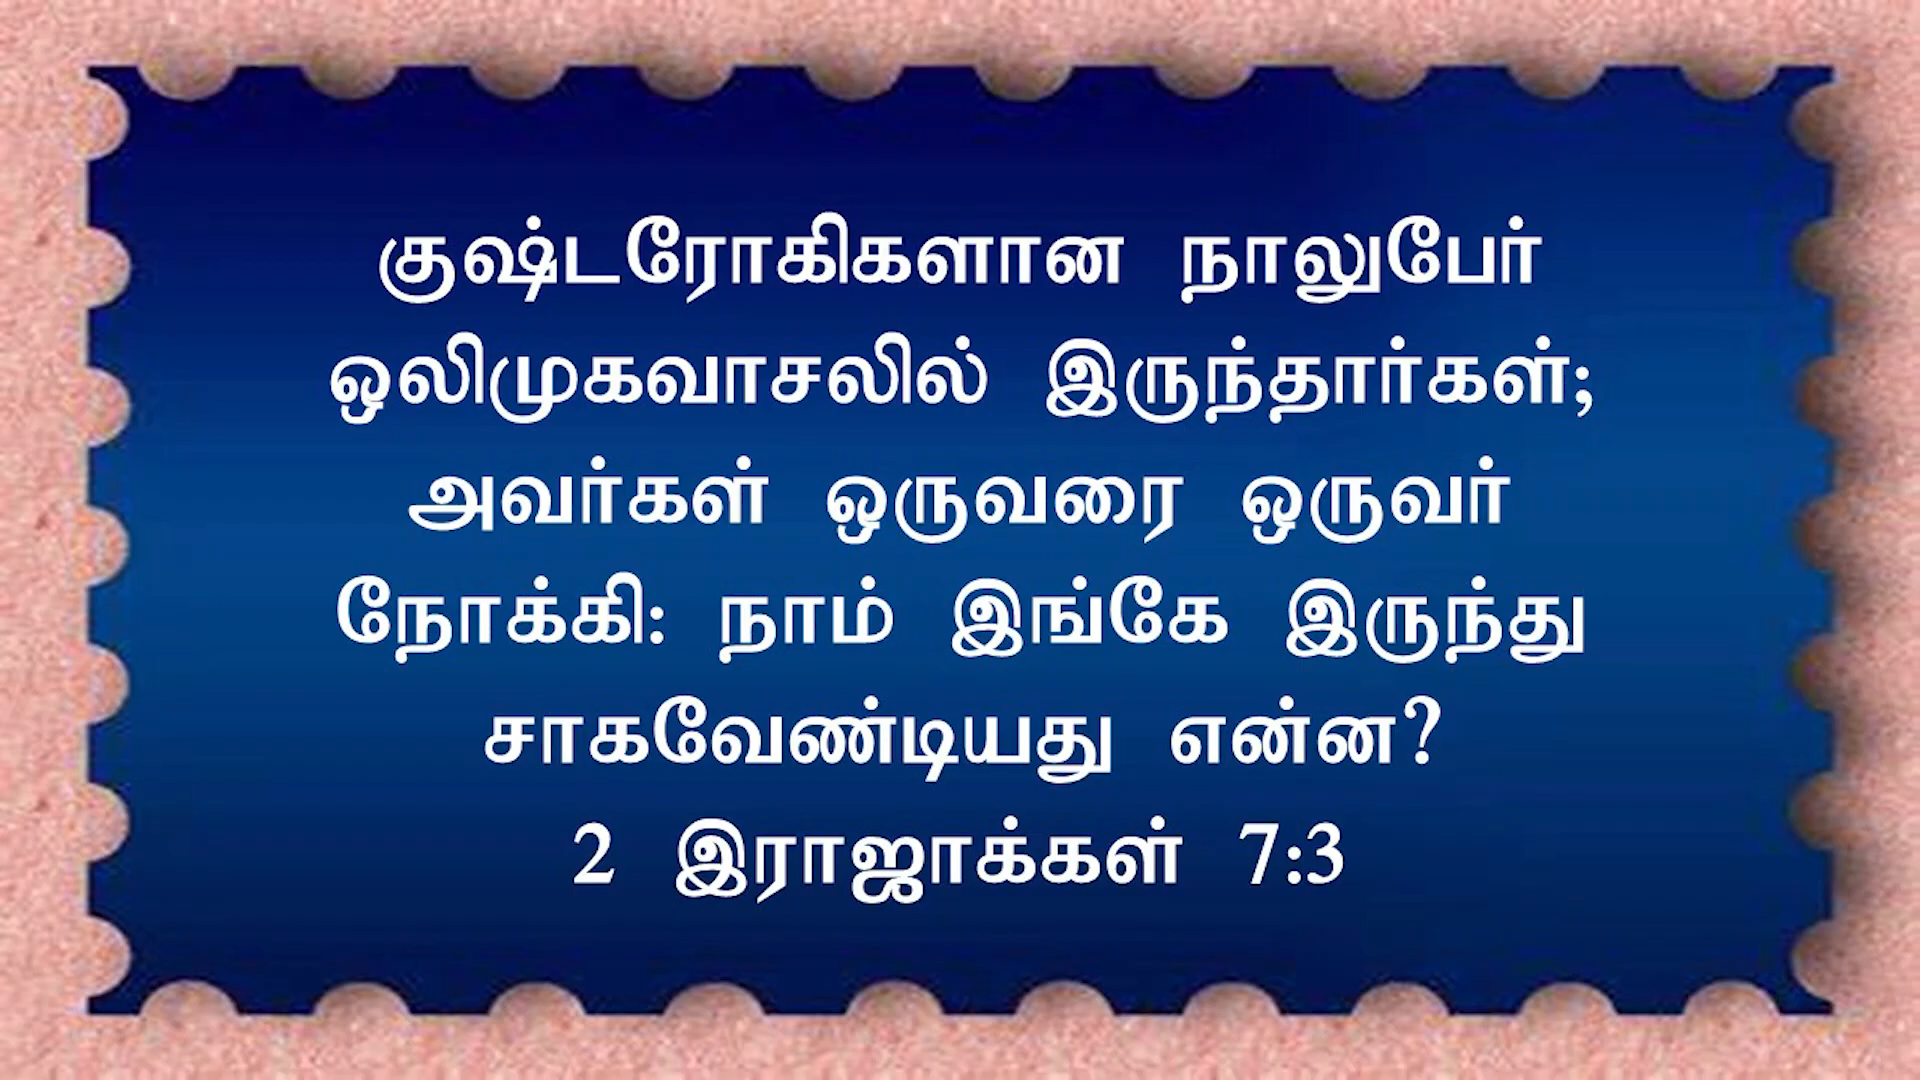 குஷ்டரோகிகளான நாலுபேர்
ஒலிமுகவாசலில் இருந்தார்கள்;
அவர்கள் ஒருவரை ஒருவர்
நோக்கி: நாம் இங்கே இருந்து
சாகவேண்டியது என்ன?
2 இராஜாக்கள் 7:3